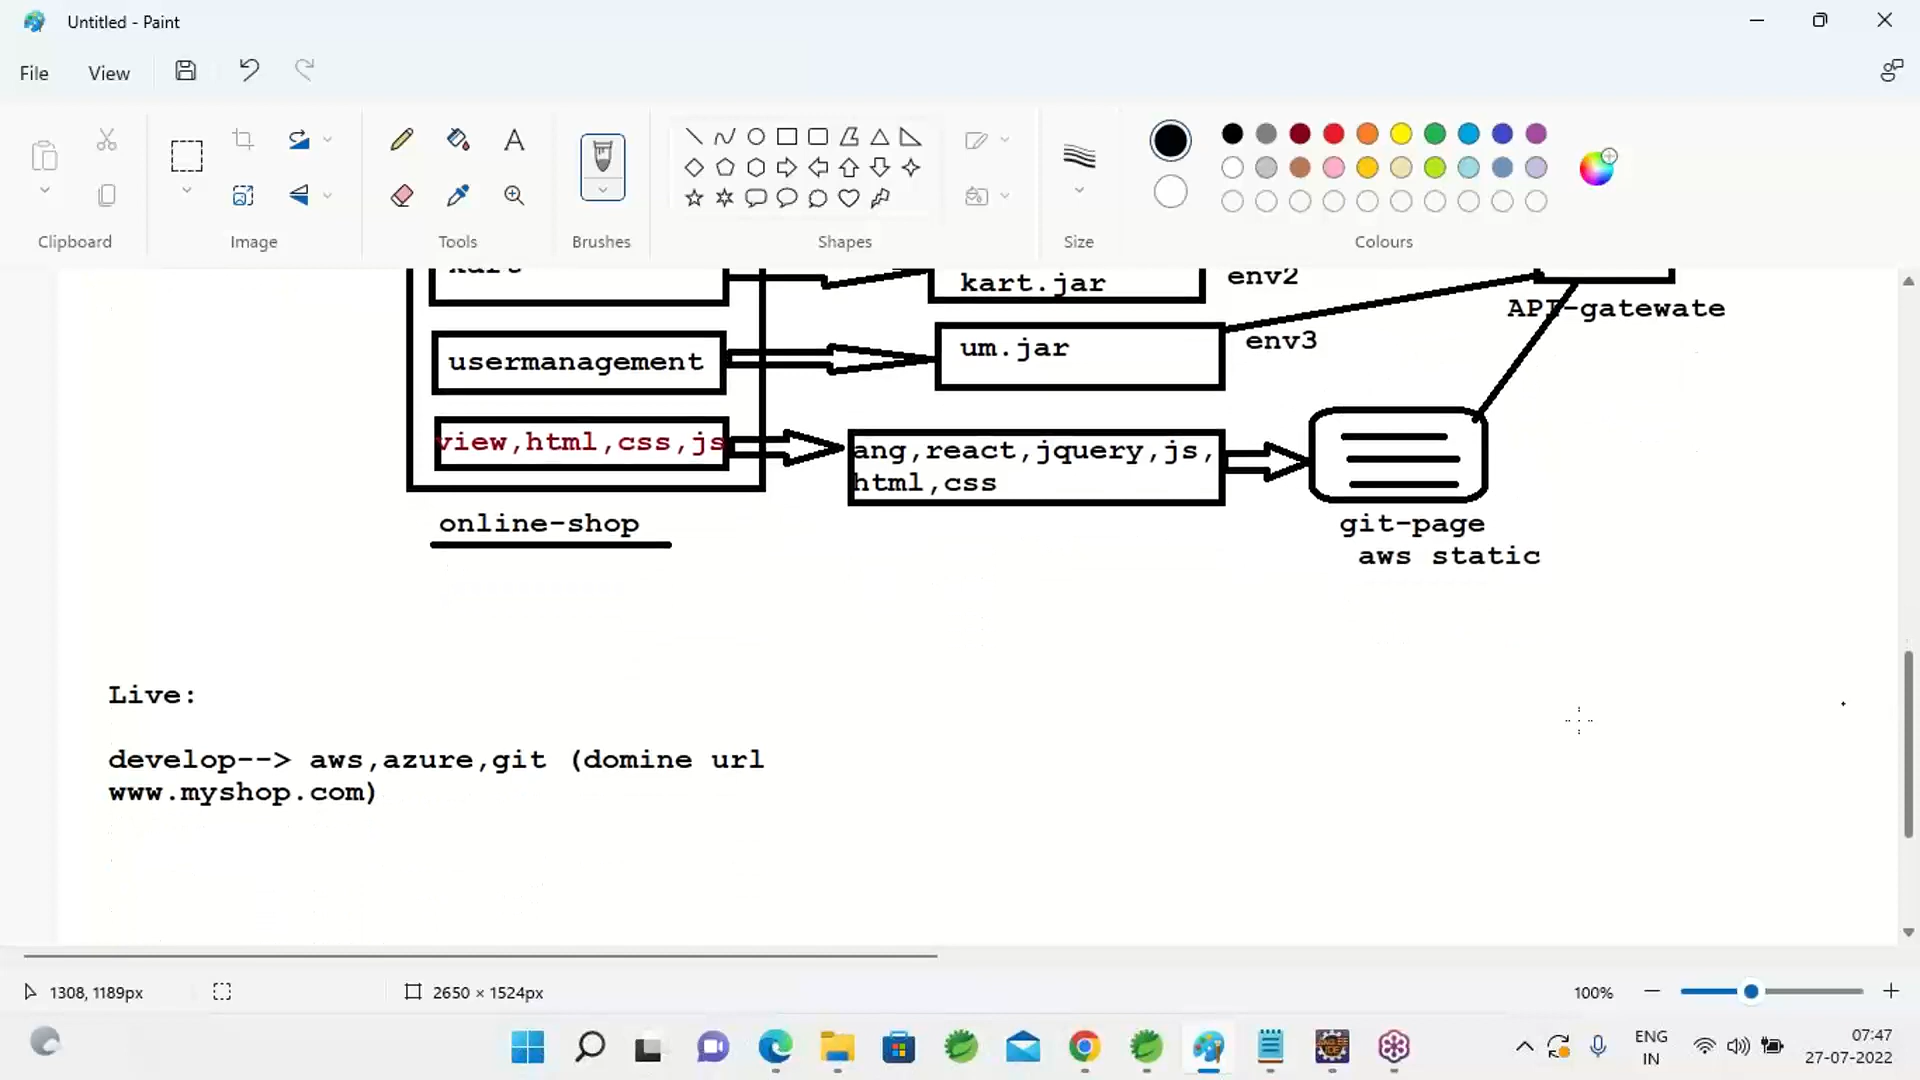 Untitled - Paint
File
View
Clipboard
Image
Tools
Brushes
Shapes
Size
Colours
kart
kart.jar
env2
API-gatewate
usermanagement
um.jar
env3
view,html,css,js
ang,react,jquery,js,
html,css
online-shop
git-page
aws static
Live:
develop--> aws,azure,git (domine url
www.myshop.com)
1308, 1189px
2650 × 1524px
100%
ENG
IN
07:47
27-07-2022